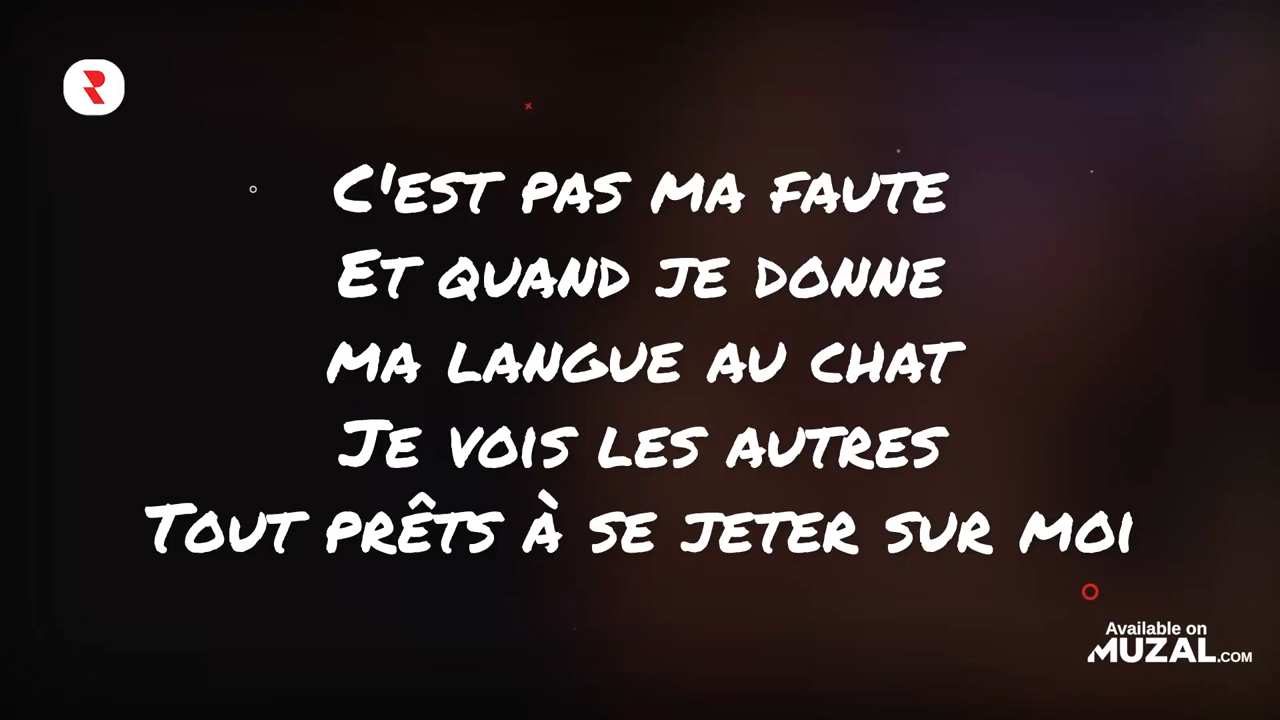 C'est pas ma faute
Et quand je donne
ma langue au chat
Je vois les autres
Tout prêts à se jeter sur moi
Available on
MUZAL.COM